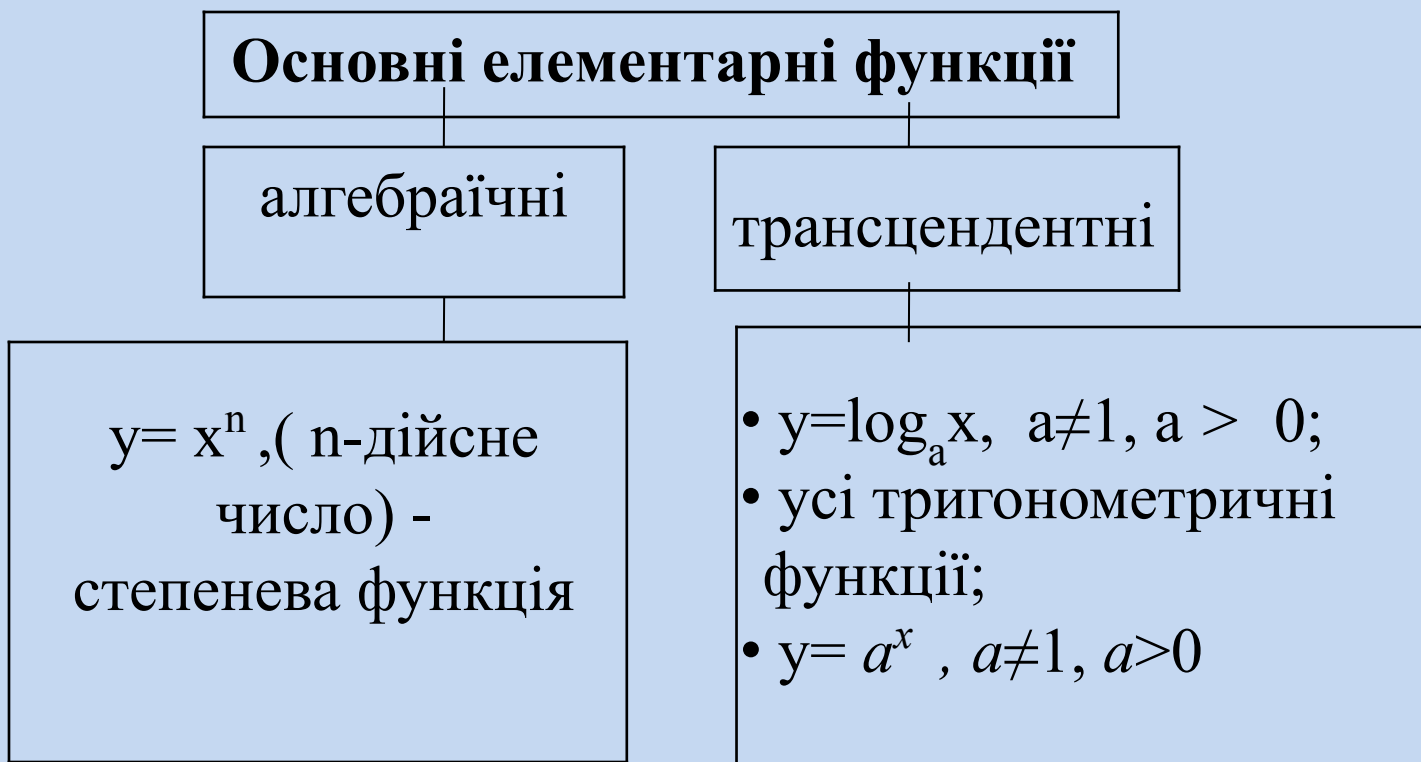 Основні елементарні функції
алгебраїчні
трансцендентні
y= xⁿ ,( n-дійсне
число) -
степенева функція
• y=logₐx, a≠1, a > 0;
• усі тригонометричні
функції;
• y= aˣ , a≠1, a>0